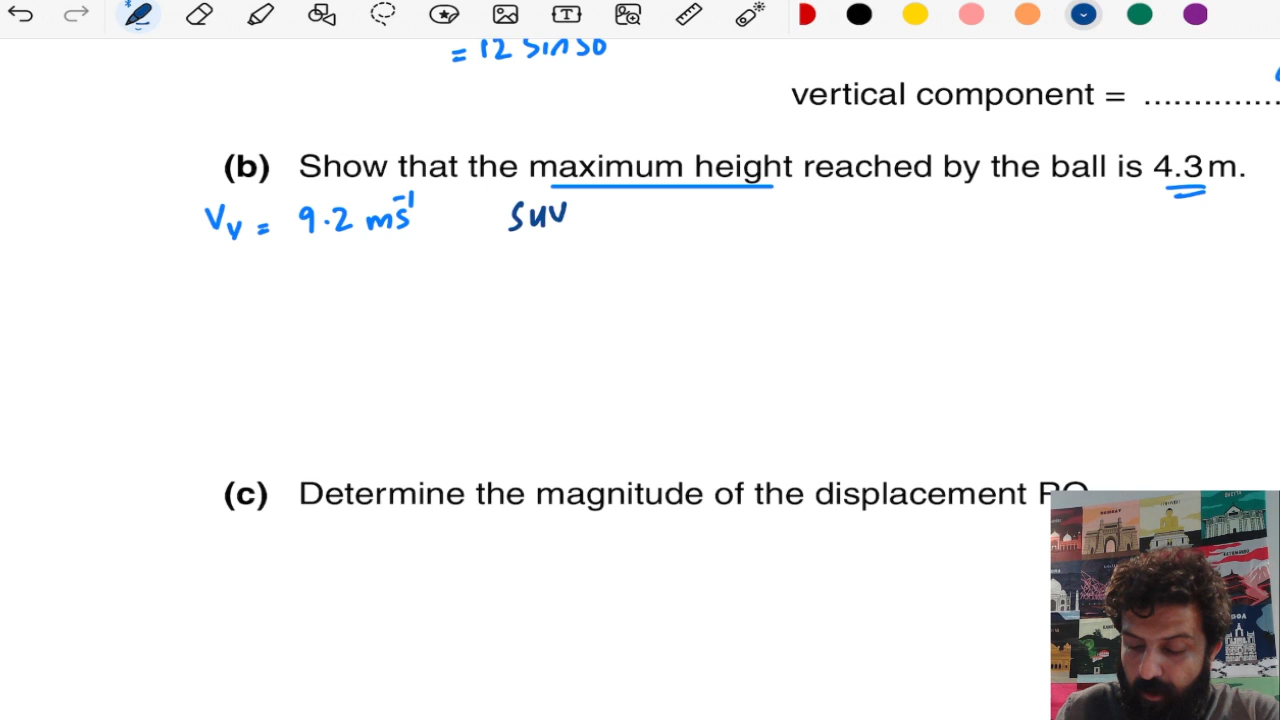 = 12 sin 50
vertical component = ..............
(b) Show that the maximum height reached by the ball is 4.3 m.
Vv = 9.2 ms⁻¹ suv
(c) Determine the magnitude of the displacement